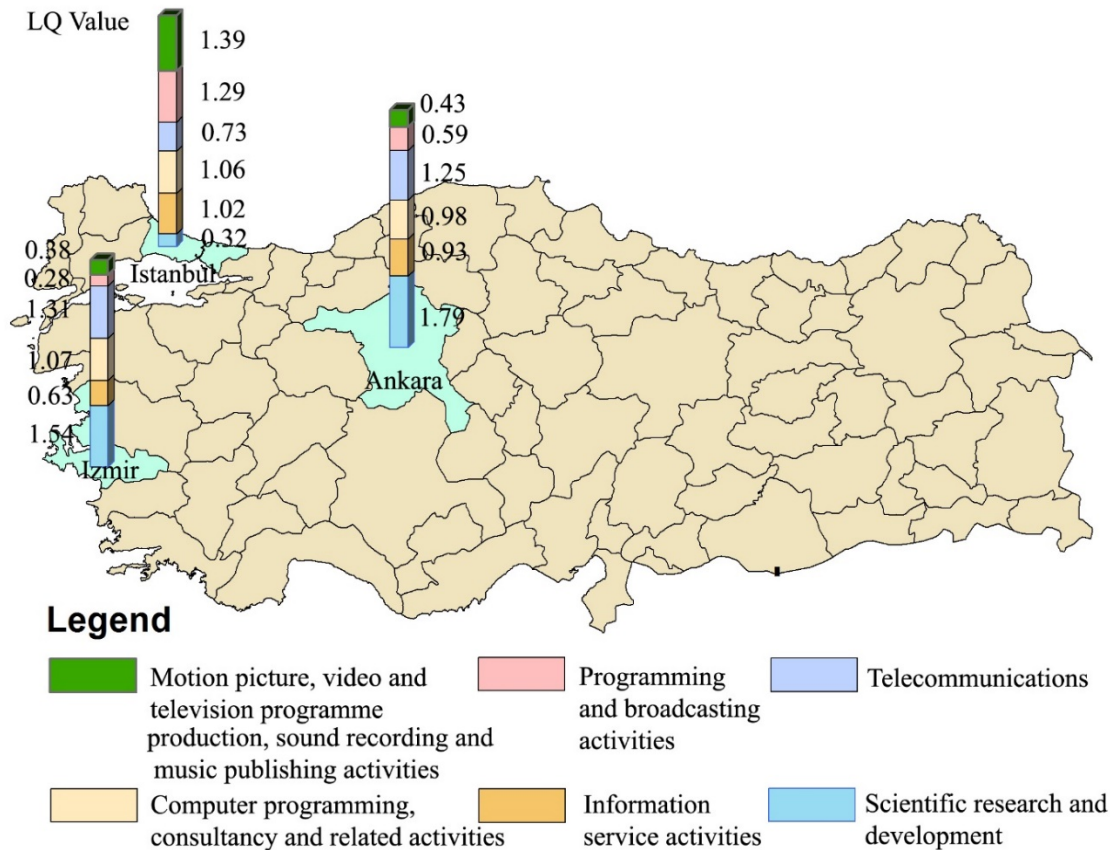 LQ Value
1.39
1.29
0.73
1.06
1.02
0.32
Istanbul
0.43
0.59
1.25
0.98
0.93
1.79
Ankara
0.38
0.28
1.31
1.07
0.63
1.54
Izmir
Legend
Motion picture, video and
television programme
production, sound recording and
music publishing activities
Programming
and broadcasting
activities
Telecommunications
Computer programming,
consultancy and related activities
Information
service activities
Scientific research and
development